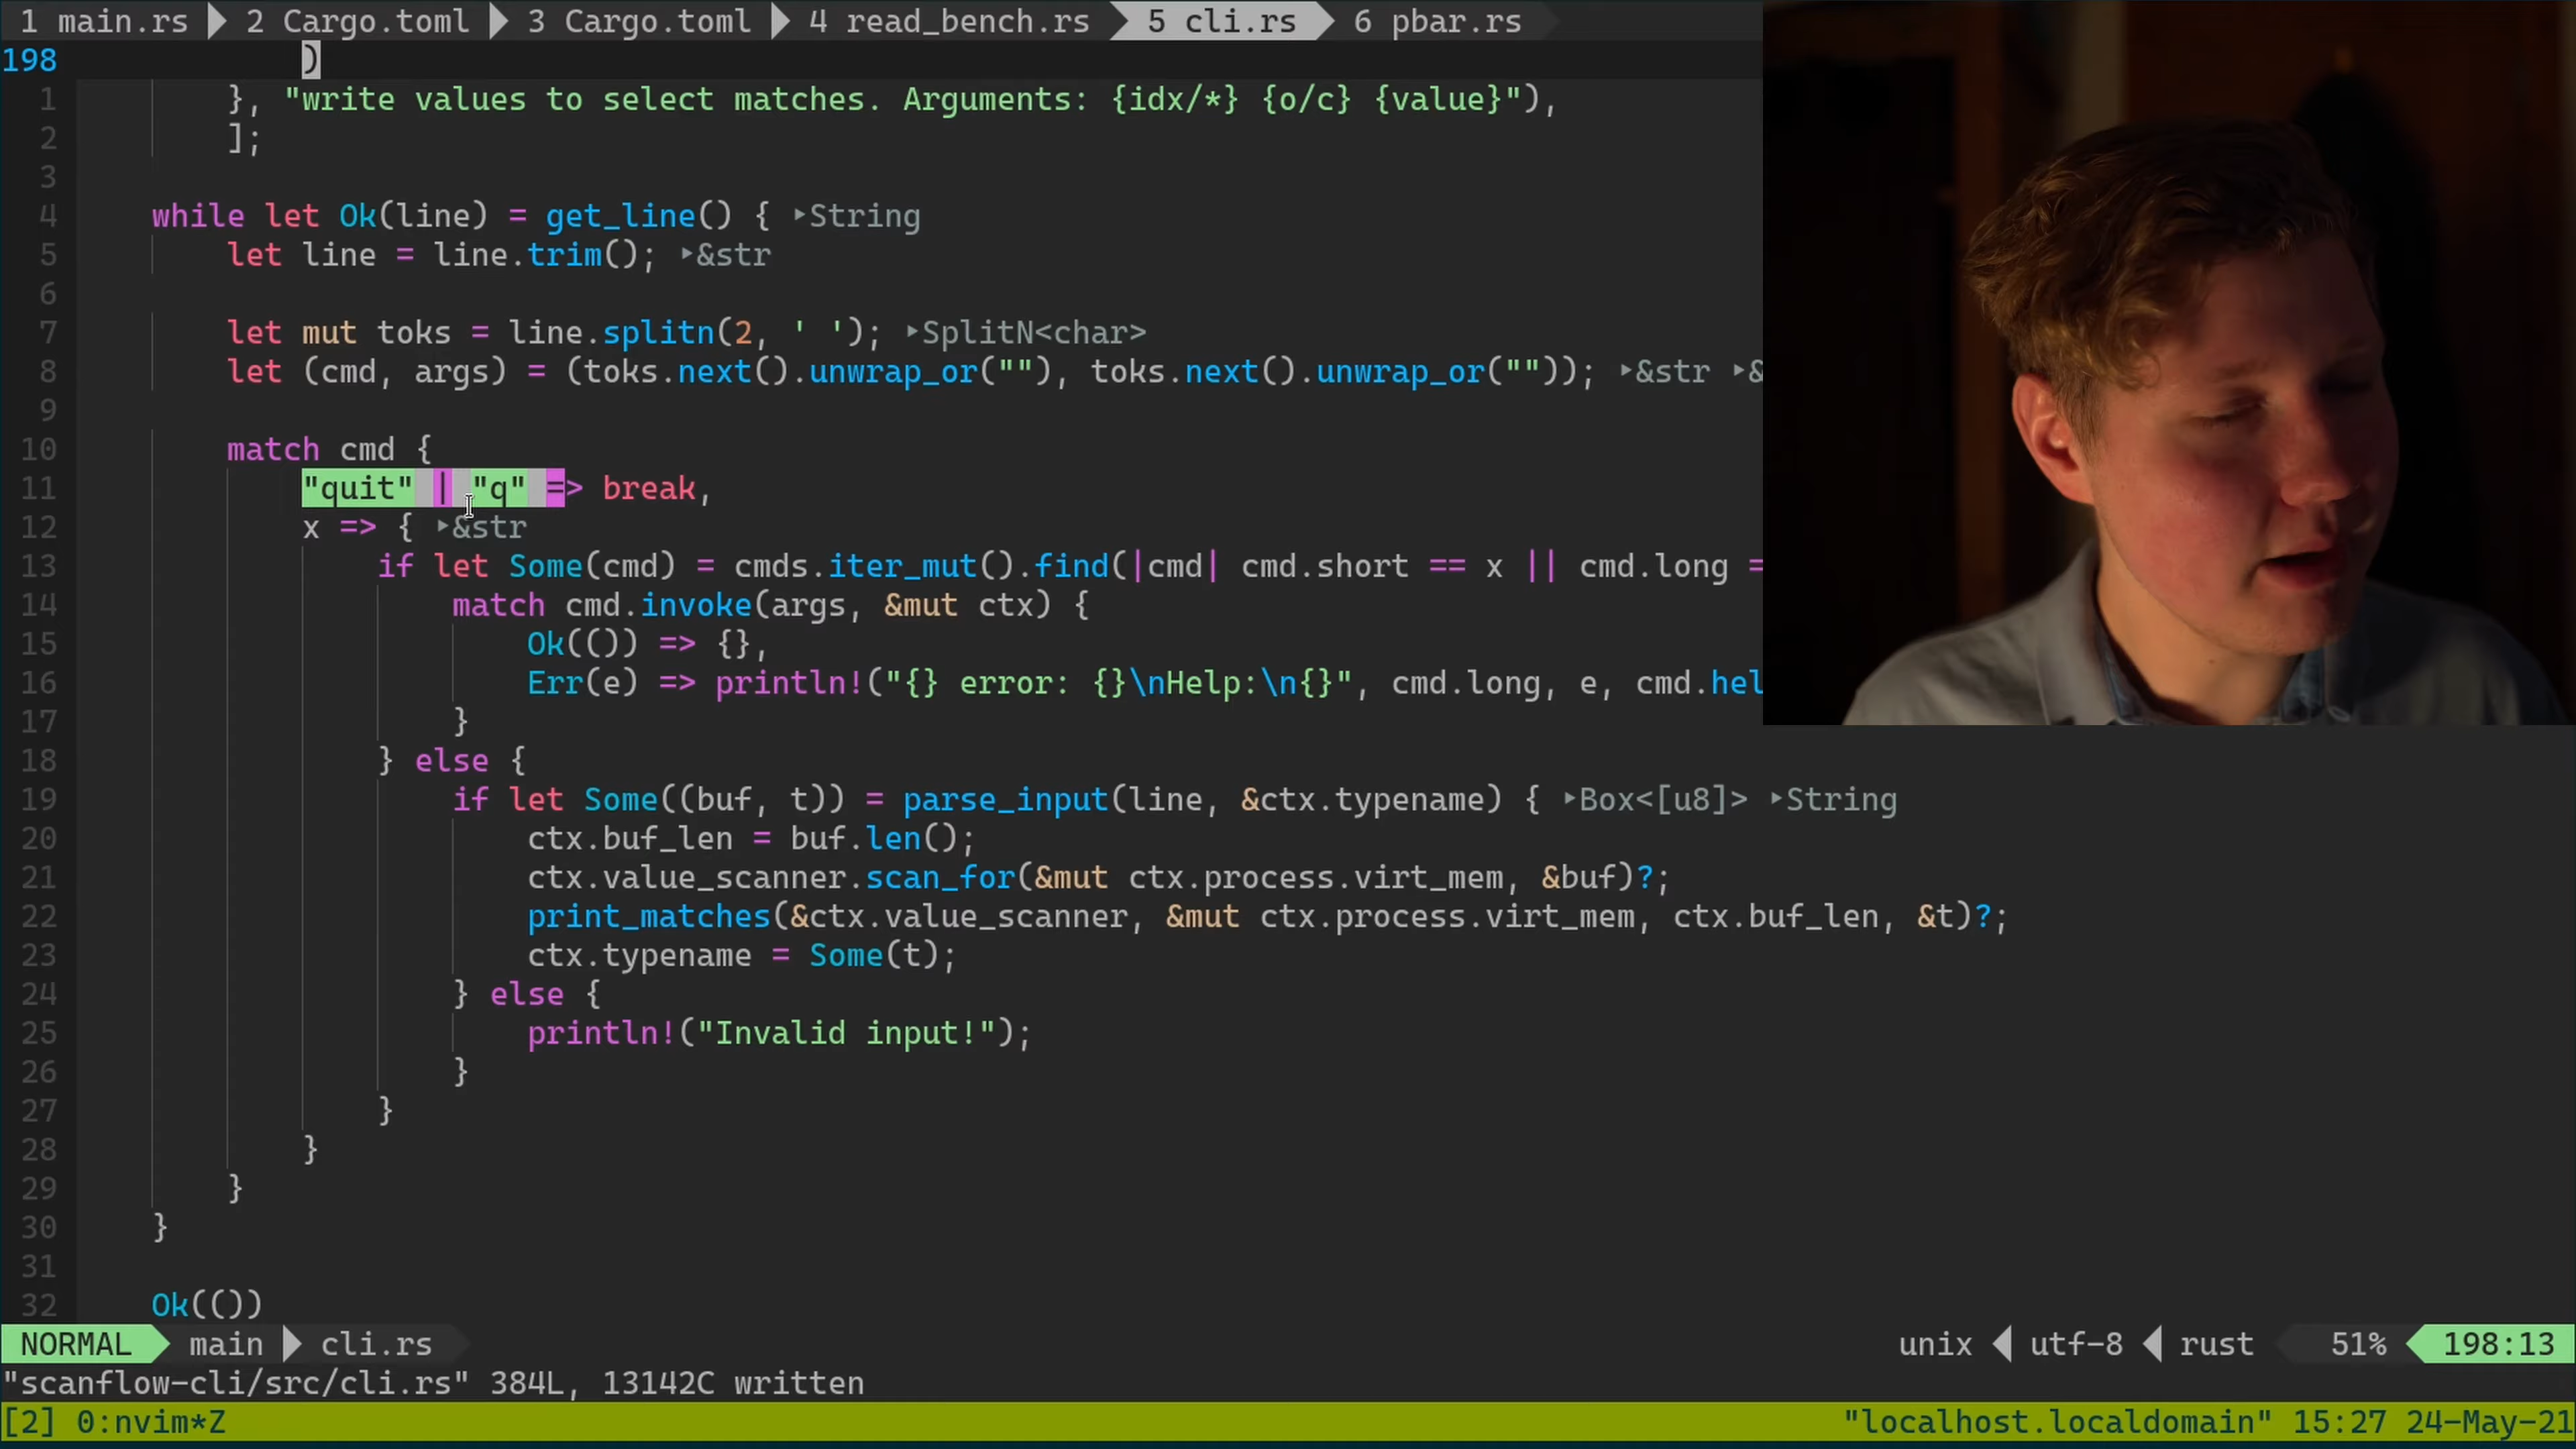 1 main.rs 2 Cargo.toml 3 Cargo.toml 4 read_bench.rs 5 cli.rs 6 pbar.rs
198 )
1 }, "write values to select matches. Arguments: {idx/*} {o/c} {value}"),
2 ];
3
4 while let Ok(line) = get_line() { ‣String
5 let line = line.trim(); ‣&str
6
7 let mut toks = line.splitn(2, ' '); ‣SplitN<char>
8 let (cmd, args) = (toks.next().unwrap_or(""), toks.next().unwrap_or("")); ‣&str ‣&
9
10 match cmd {
11 "quit" | "q" => break,
12 x => { ‣&str
13 if let Some(cmd) = cmds.iter_mut().find(|cmd| cmd.short == x || cmd.long =
14 match cmd.invoke(args, &mut ctx) {
15 Ok(()) => {},
16 Err(e) => println!("{} error: {}\nHelp:\n{}", cmd.long, e, cmd.hel
17 }
18 } else {
19 if let Some((buf, t)) = parse_input(line, &ctx.typename) { ‣Box<[u8]> ‣String
20 ctx.buf_len = buf.len();
21 ctx.value_scanner.scan_for(&mut ctx.process.virt_mem, &buf)?;
22 print_matches(&ctx.value_scanner, &mut ctx.process.virt_mem, ctx.buf_len, &t)?;
23 ctx.typename = Some(t);
24 } else {
25 println!("Invalid input!");
26 }
27 }
28 }
29 }
30 }
31
32 Ok(())
NORMAL main cli.rs unix utf-8 rust 51% 198:13
"scanflow-cli/src/cli.rs" 384L, 13142C written
[2] 0:nvim*Z "localhost.localdomain" 15:27 24-May-21